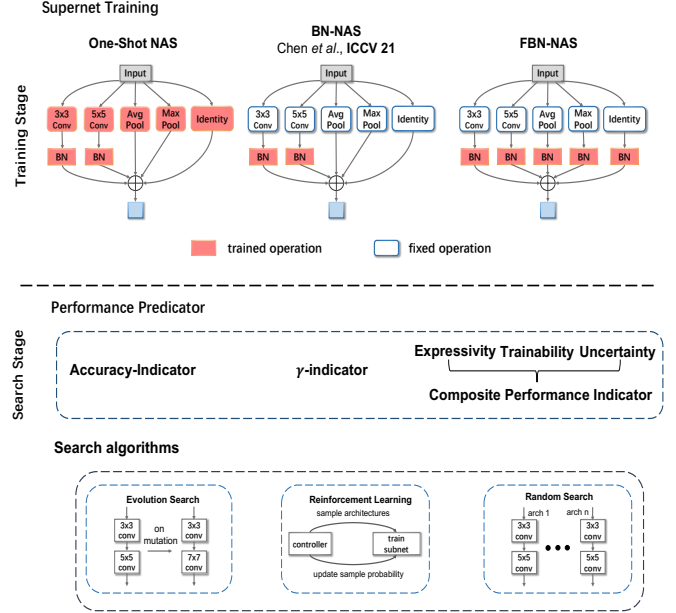 Supernet Training
One-Shot NAS
BN-NAS
Chen et al., ICCV 21
FBN-NAS
Training Stage
Input
3x3 Conv
5x5 Conv
Avg Pool
Max Pool
Identity
BN
BN
Input
3x3 Conv
5x5 Conv
Avg Pool
Max Pool
Identity
BN
BN
Input
3x3 Conv
5x5 Conv
Avg Pool
Max Pool
Identity
BN
BN
BN
BN
BN
trained operation
fixed operation
Search Stage
Performance Predicator
Accuracy-Indicator
γ-indicator
Expressivity Trainability Uncertainty
Composite Performance Indicator
Search algorithms
Evolution Search
3x3 conv
5x5 conv
on mutation
3x3 conv
7x7 conv
Reinforcement Learning
sample architectures
controller
train subnet
update sample probability
Random Search
arch 1
arch n
3x3 conv
5x5 conv
3x3 conv
5x5 conv